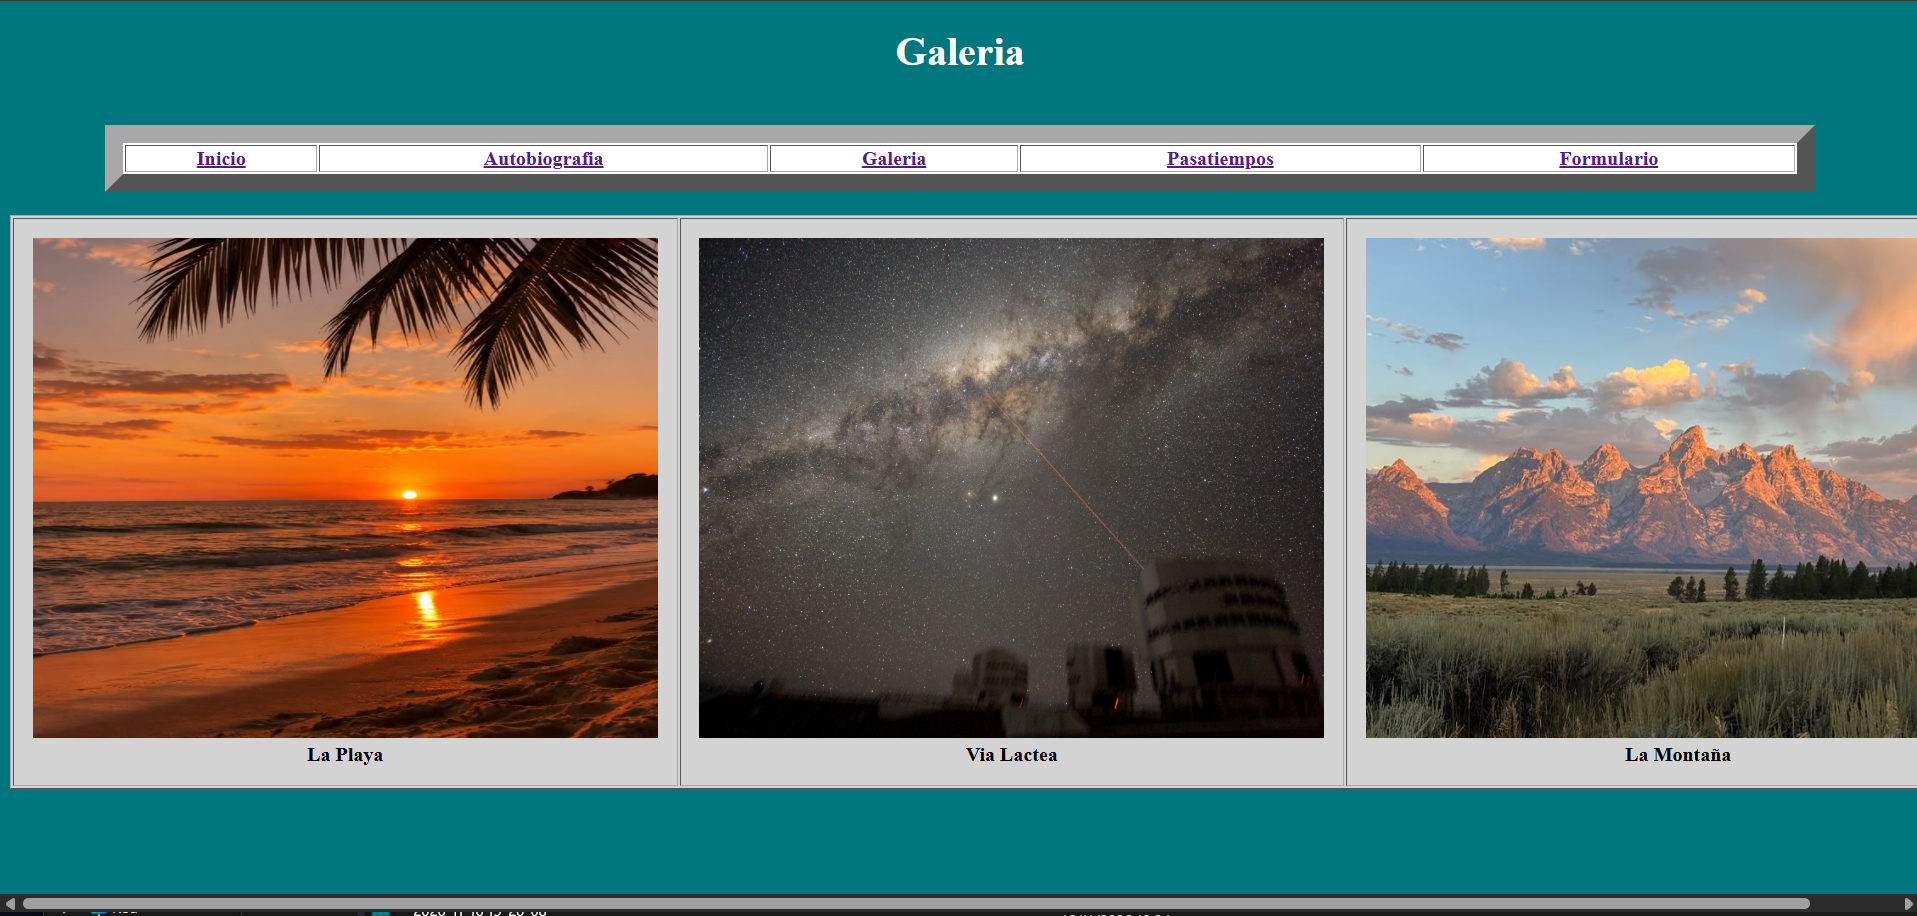 Galeria
Inicio Autobiografia Galeria Pasatiempos Formulario
La Playa Via Lactea La Montaña